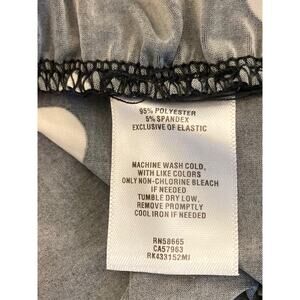 95% POLYESTER
5% SPANDEX
EXCLUSIVE OF ELASTIC
MACHINE WASH COLD,
WITH LIKE COLORS
ONLY NON-CHLORINE BLEACH
IF NEEDED
TUMBLE DRY LOW,
REMOVE PROMPTLY
COOL IRON IF NEEDED
RN58665
CA57963
RK433152MJ